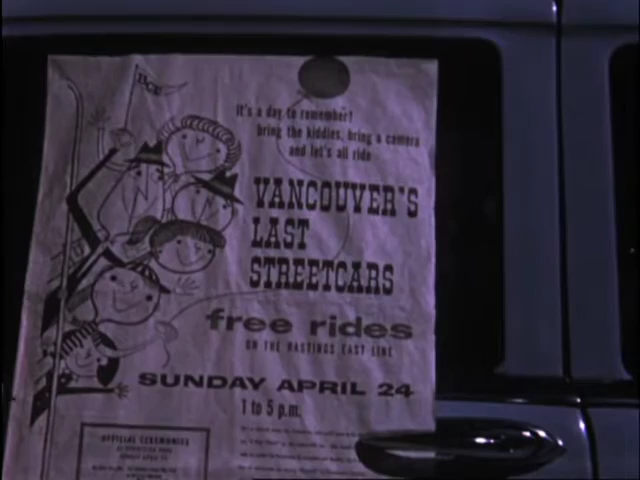 BCE
it's a day to remember!
bring the kiddies, bring a camera
and let's all ride
VANCOUVER'S
LAST
STREETCARS
free rides
ON THE HASTINGS EAST LINE
SUNDAY APRIL 24
1 to 5 p.m.
OFFICIAL CEREMONIES